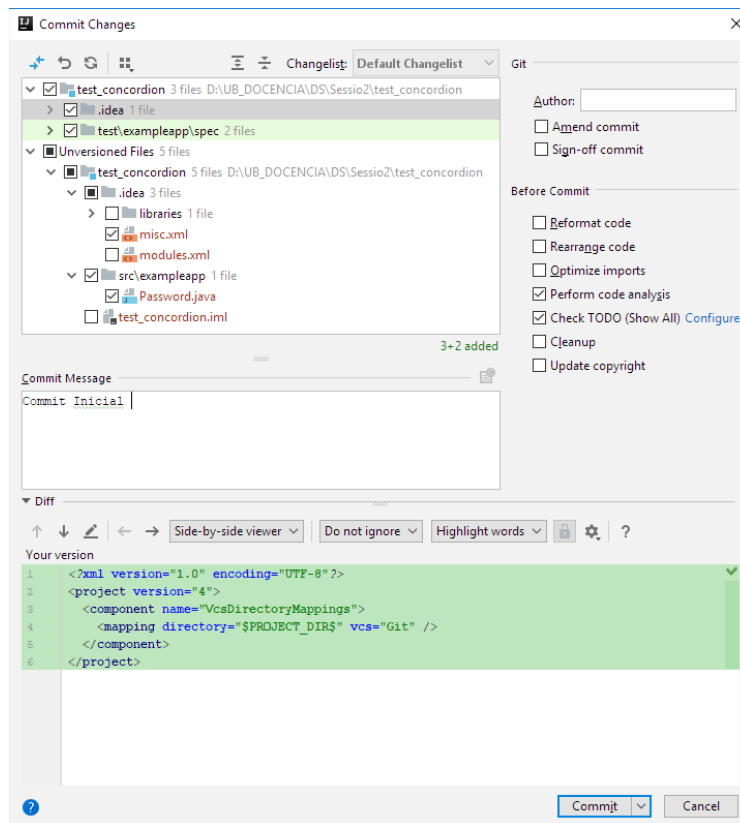 Commit Changes
Changelist: Default Changelist
test_concordion 3 files D:\UB_DOCENCIA\DS\Sessio2\test_concordion
.idea 1 file
test\exampleapp\spec 2 files
Unversioned Files 5 files
test_concordion 5 files D:\UB_DOCENCIA\DS\Sessio2\test_concordion
.idea 3 files
libraries 1 file
misc.xml
modules.xml
src\exampleapp 1 file
Password.java
test_concordion.iml
3+2 added
Git
Author:
Amend commit
Sign-off commit
Before Commit
Reformat code
Rearrange code
Optimize imports
Perform code analysis
Check TODO (Show All) Configure
Cleanup
Update copyright
Commit Message
Commit Inicial
Diff
Side-by-side viewer Do not ignore Highlight words ?
Your version
1 <?xml version="1.0" encoding="UTF-8"?>
2 <project version="4">
3 <component name="VcsDirectoryMappings">
4 <mapping directory="$PROJECT_DIR$" vcs="Git" />
5 </component>
6 </project>
? Commit Cancel